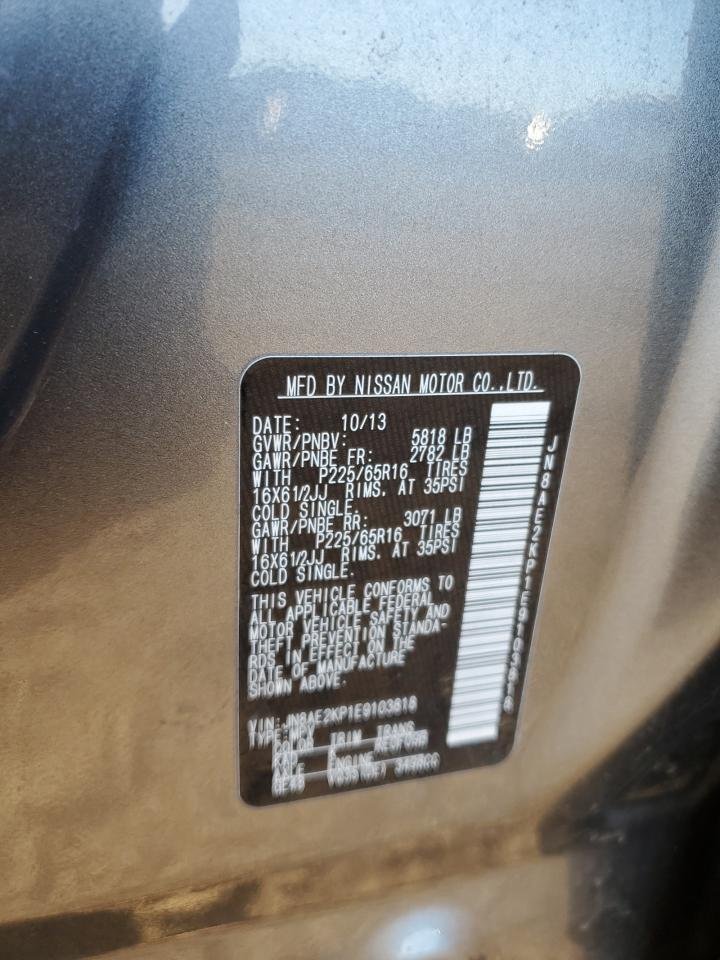 MFD BY NISSAN MOTOR CO.,LTD.
DATE: 10/13
GVWR/PNBV: 5818 LB
GAWR/PNBE FR: 2782 LB
WITH P225/65R16 TIRES
16X61/2JJ RIMS. AT 35PSI
COLD SINGLE.
GAWR/PNBE RR: 3071 LB
WITH P225/65R16 TIRES
16X61/2JJ RIMS. AT 35PSI
COLD SINGLE.
THIS VEHICLE CONFORMS TO
ALL APPLICABLE FEDERAL
MOTOR VEHICLE SAFETY AND
THEFT PREVENTION STANDA-
RDS IN EFFECT ON THE
DATE OF MANUFACTURE
SHOWN ABOVE.
VIN:
TYPE: MPV
COLOR TRIM TRANS
KAD K
AXLE ENGINE